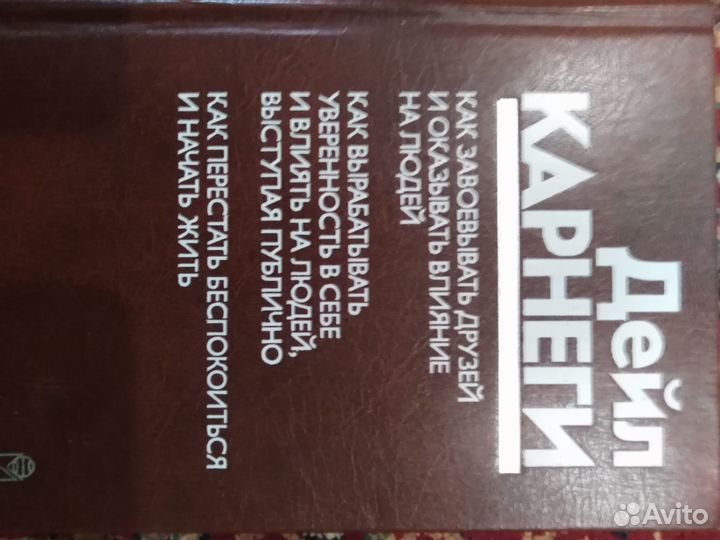 Дейл
КАРНЕГИ
КАК ЗАВОЕВЫВАТЬ ДРУЗЕЙ
И ОКАЗЫВАТЬ ВЛИЯНИЕ
НА ЛЮДЕЙ
КАК ВЫРАБАТЫВАТЬ
УВЕРЕННОСТЬ В СЕБЕ
И ВЛИЯТЬ НА ЛЮДЕЙ,
ВЫСТУПАЯ ПУБЛИЧНО
КАК ПЕРЕСТАТЬ БЕСПОКОИТЬСЯ
И НАЧАТЬ ЖИТЬ
Avito